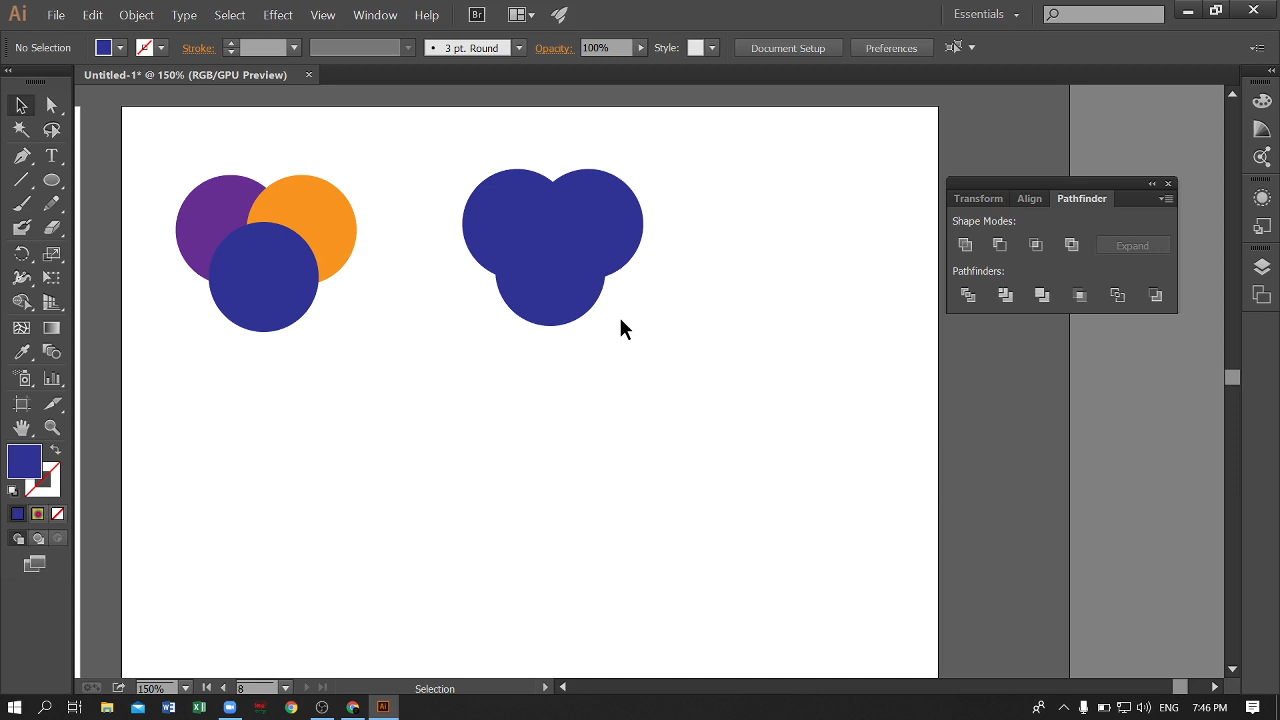 Ai File Edit Object Type Select Effect View Window Help Br Essentials
No Selection Stroke: 3 pt. Round Opacity: 100% Style: Document Setup Preferences
Untitled-1* @ 150% (RGB/GPU Preview)
Transform Align Pathfinder
Shape Modes:
Expand
Pathfinders:
150% 8 Selection
ENG 7:46 PM